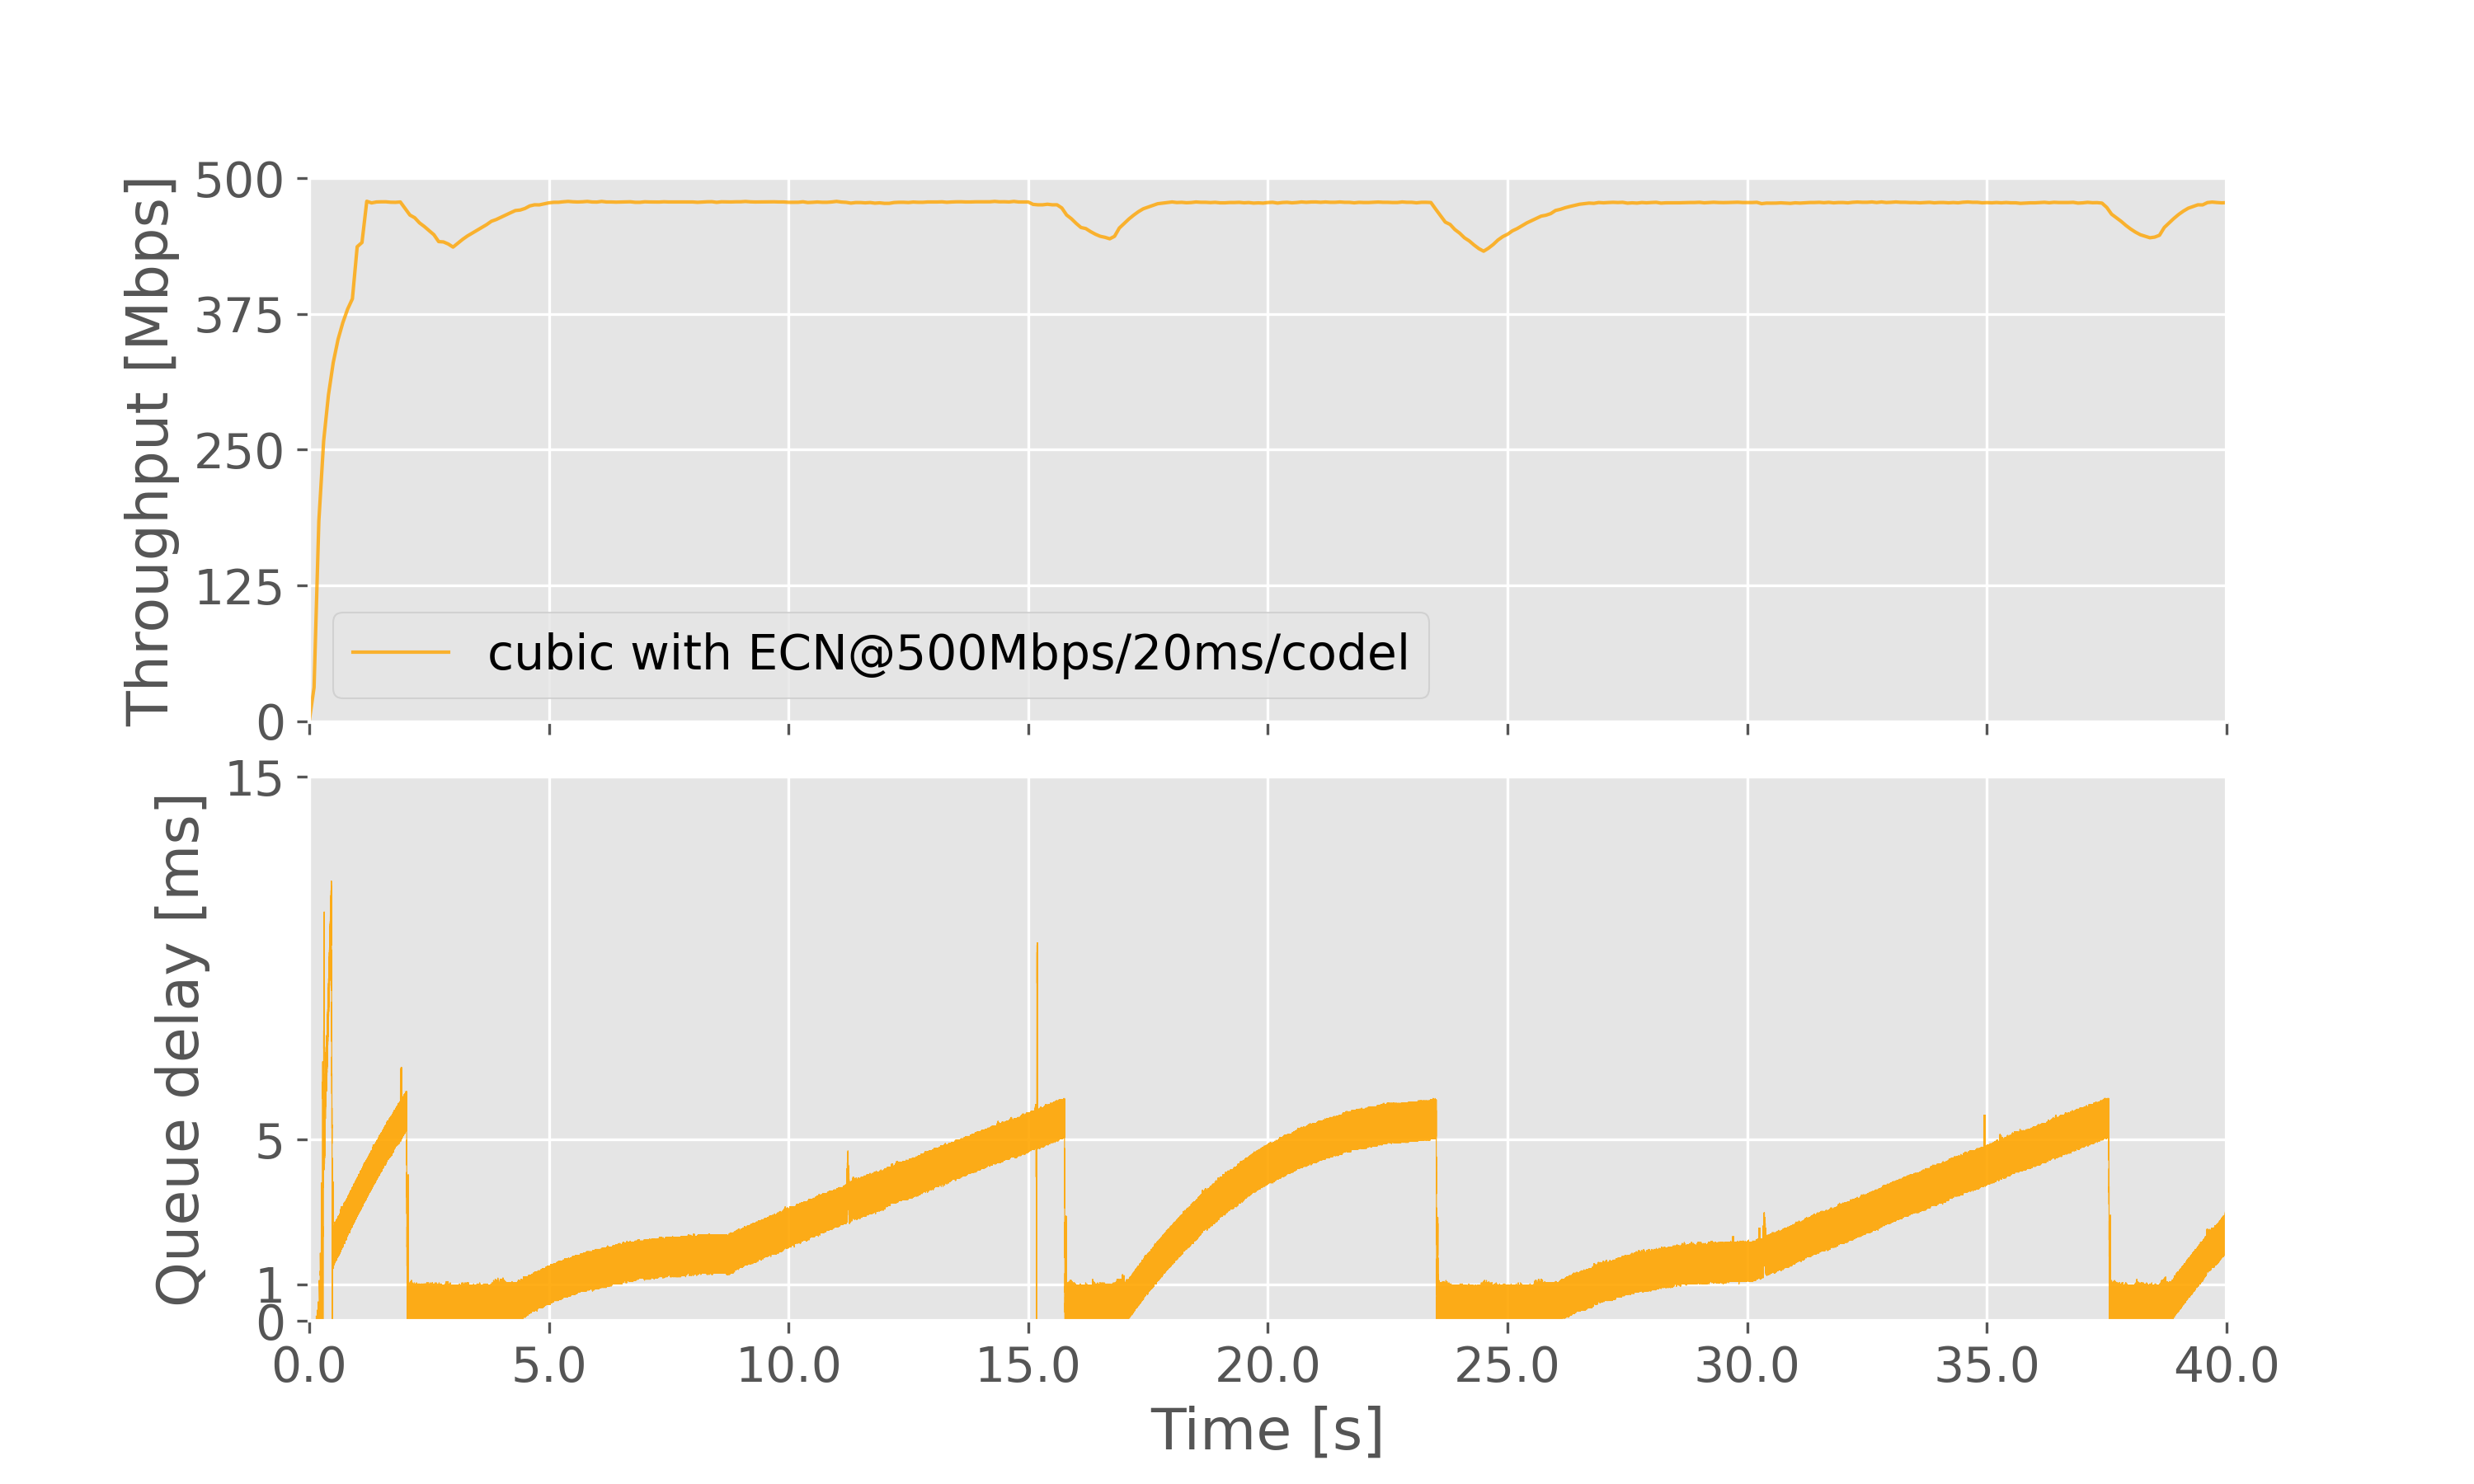 Throughput [Mbps]
500
375
250
125
0
cubic with ECN@500Mbps/20ms/codel
Queue delay [ms]
15
5
1
0
0.0 5.0 10.0 15.0 20.0 25.0 30.0 35.0 40.0
Time [s]